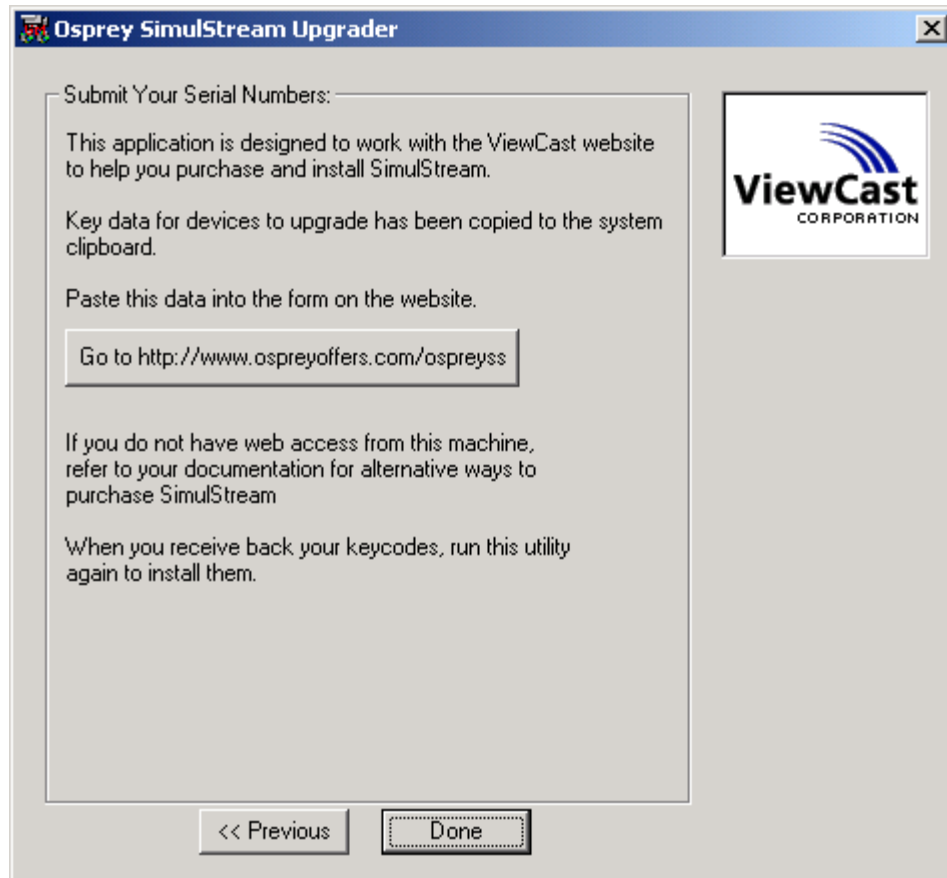 Osprey SimulStream Upgrader
Submit Your Serial Numbers:
This application is designed to work with the ViewCast website
to help you purchase and install SimulStream.
Key data for devices to upgrade has been copied to the system
clipboard.
Paste this data into the form on the website.
Go to http://www.ospreyoffers.com/ospreyss
If you do not have web access from this machine,
refer to your documentation for alternative ways to
purchase SimulStream
When you receive back your keycodes, run this utility
again to install them.
ViewCast
CORPORATION
<< Previous
Done